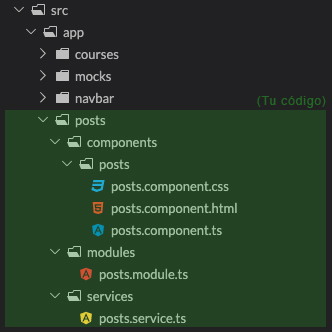 src
app
courses
mocks
navbar
(Tu código)
posts
components
posts
posts.component.css
posts.component.html
posts.component.ts
modules
posts.module.ts
services
posts.service.ts